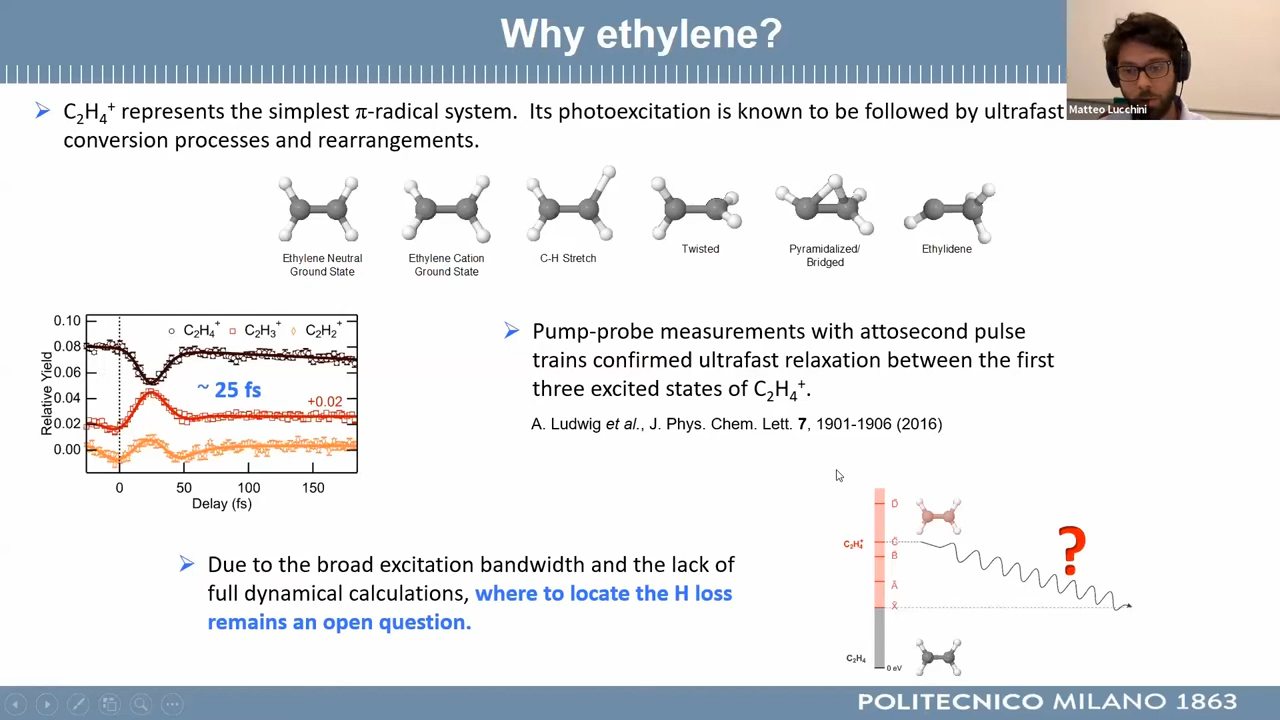 Why ethylene?
Matteo Lucchini
➢ C₂H₄⁺ represents the simplest π-radical system. Its photoexcitation is known to be followed by ultrafast
conversion processes and rearrangements.
Ethylene Neutral
Ground State
Ethylene Cation
Ground State
C-H Stretch
Twisted
Pyramidalized/
Bridged
Ethylidene
Relative Yield
0.10
0.08
0.06
0.04
0.02
0.00
C₂H₄⁺ C₂H₃⁺ C₂H₂⁺
~ 25 fs
+0.02
0 50 100 150
Delay (fs)
➢ Pump-probe measurements with attosecond pulse
trains confirmed ultrafast relaxation between the first
three excited states of C₂H₄⁺.
A. Ludwig et al., J. Phys. Chem. Lett. 7, 1901-1906 (2016)
➢ Due to the broad excitation bandwidth and the lack of
full dynamical calculations, where to locate the H loss
remains an open question.
D̃
C₂H₄⁺ C̃
B̃
Ã
X̃
C₂H₄ 0 eV
?
POLITECNICO MILANO 1863